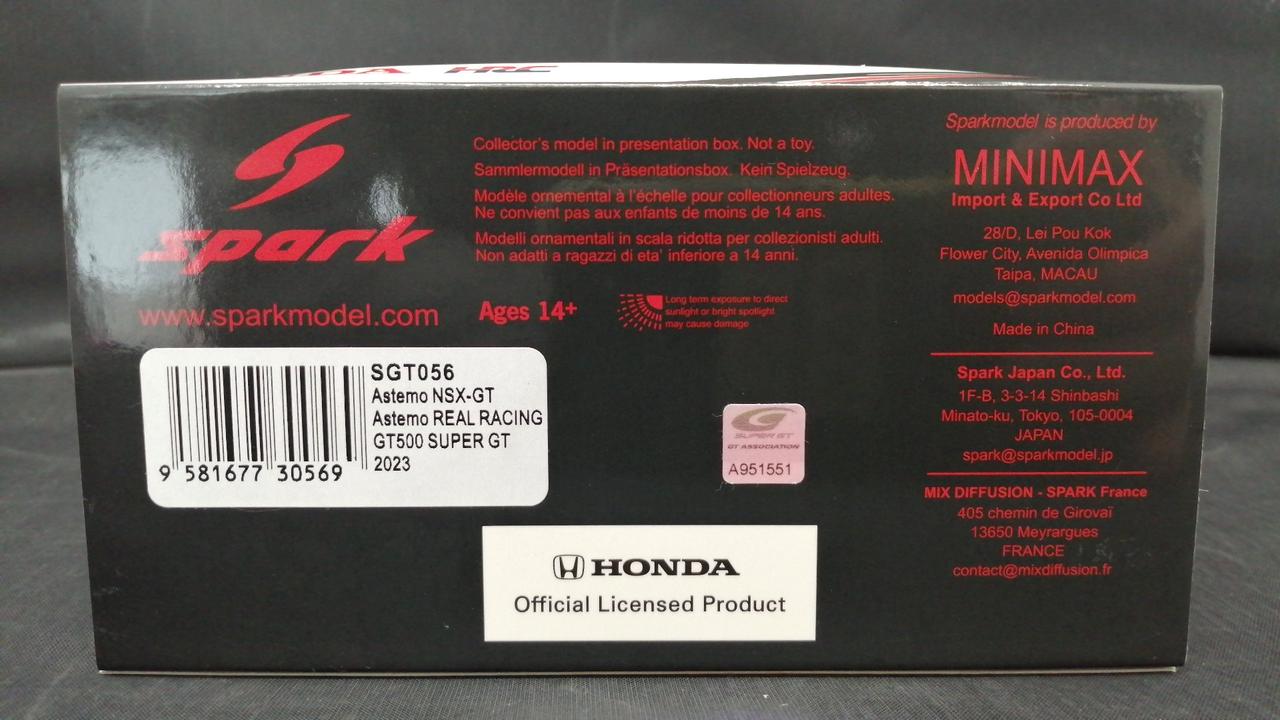 HRC
spark
www.sparkmodel.com
Collector's model in presentation box. Not a toy.
Sammlermodell in Präsentationsbox. Kein Spielzeug.
Modèle ornemental à l'échelle pour collectionneurs adultes.
Ne convient pas aux enfants de moins de 14 ans.
Modelli ornamentali in scala ridotta per collezionisti adulti.
Non adatti a ragazzi di eta' inferiore a 14 anni.
Ages 14+
Long term exposure to direct
sunlight or bright spotlight
may cause damage
SGT056
Astemo NSX-GT
Astemo REAL RACING
GT500 SUPER GT
2023
9 581677 30569
SUPER GT
GT ASSOCIATION
A951551
HONDA
Official Licensed Product
Sparkmodel is produced by
MINIMAX
Import & Export Co Ltd
28/D, Lei Pou Kok
Flower City, Avenida Olimpica
Taipa, MACAU
models@sparkmodel.com
Made in China
Spark Japan Co., Ltd.
1F-B, 3-3-14 Shinbashi
Minato-ku, Tokyo, 105-0004
JAPAN
spark@sparkmodel.jp
MIX DIFFUSION - SPARK France
405 chemin de Girovaï
13650 Meyrargues
FRANCE
contact@mixdiffusion.fr